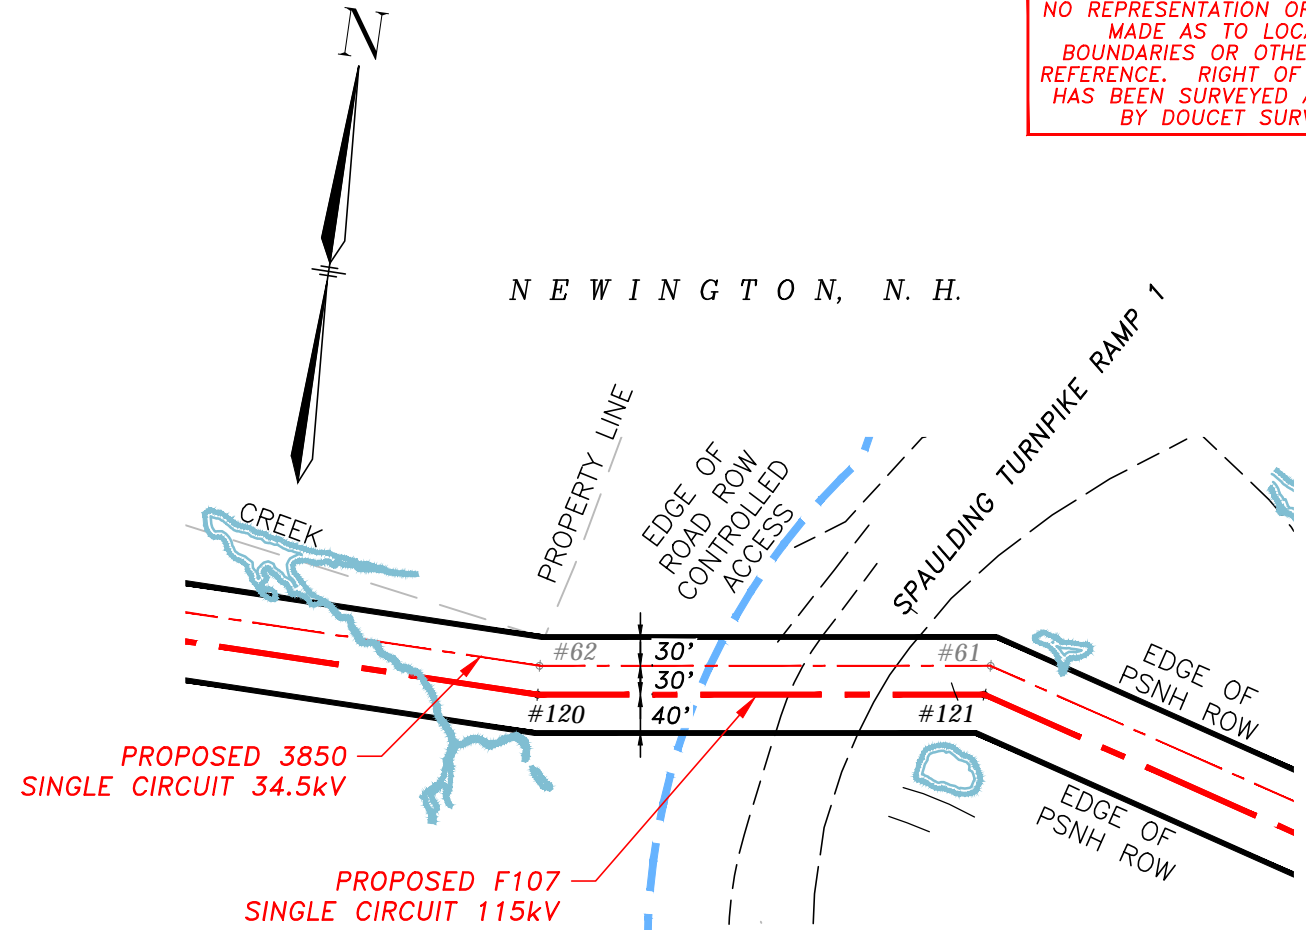 NO REPRESENTATION OF
MADE AS TO LOCA
BOUNDARIES OR OTHE
REFERENCE. RIGHT OF
HAS BEEN SURVEYED
BY DOUCET SURV
N
NEWINGTON, N. H.
SPAULDING TURNPIKE RAMP 1
PROPERTY LINE
EDGE OF
ROAD ROW
CONTROLLED
ACCESS
CREEK
#62
30'
30'
40'
#61
#120
#121
EDGE OF
PSNH ROW
EDGE OF
PSNH ROW
PROPOSED 3850
SINGLE CIRCUIT 34.5kV
PROPOSED F107
SINGLE CIRCUIT 115kV